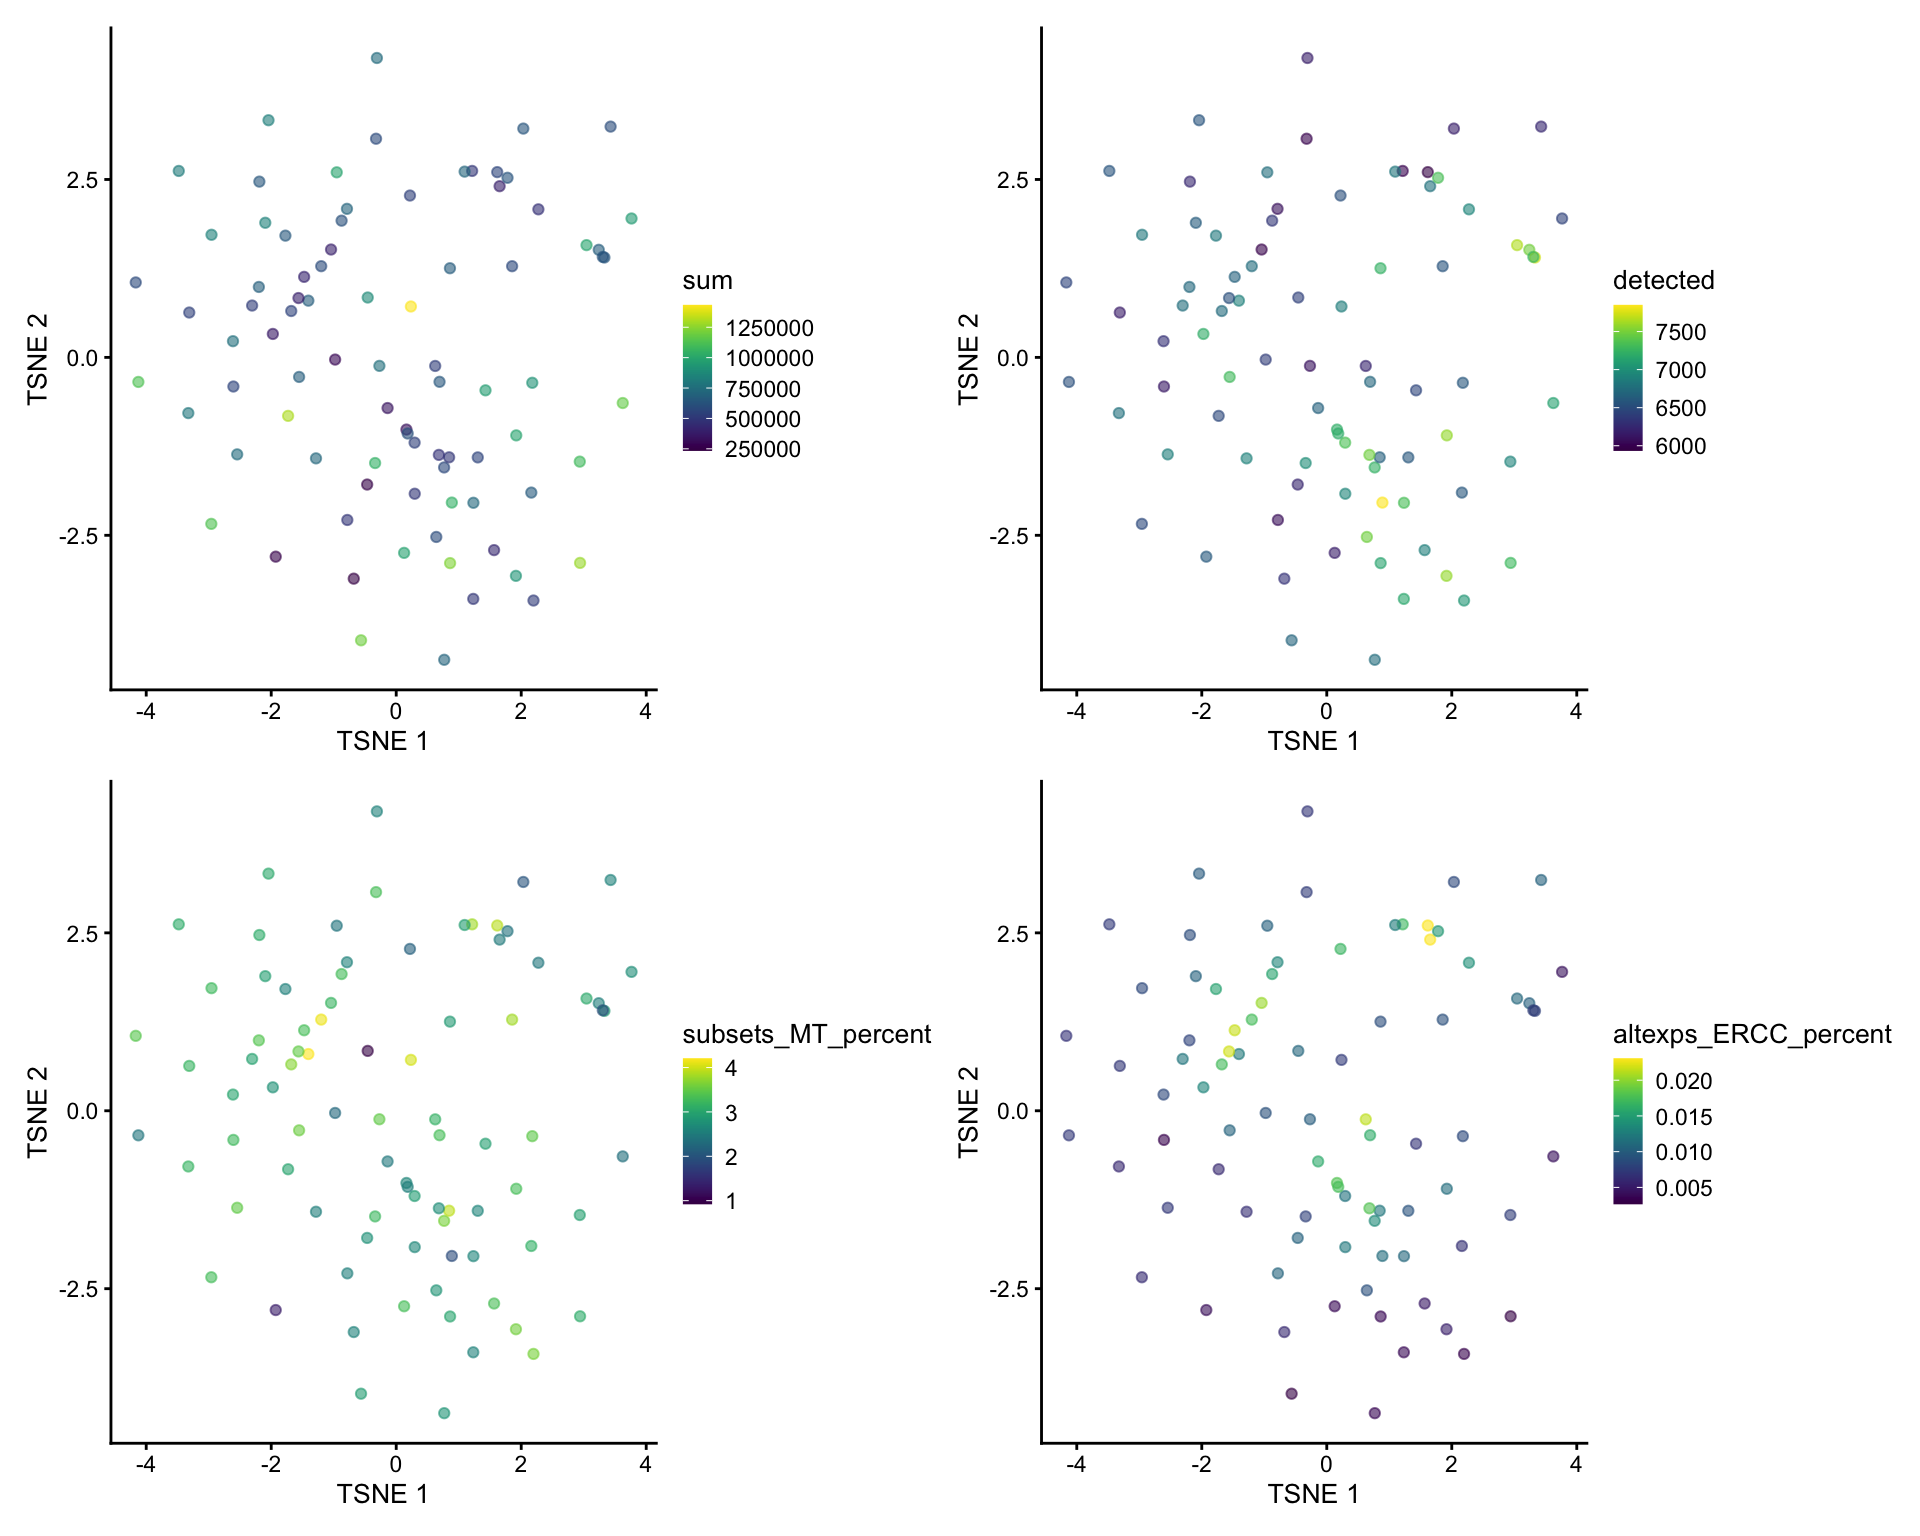 2.5
0.0
-2.5
TSNE 2
-4 -2 0 2 4
TSNE 1
sum
1250000
1000000
750000
500000
250000
2.5
0.0
-2.5
TSNE 2
-4 -2 0 2 4
TSNE 1
detected
7500
7000
6500
6000
2.5
0.0
-2.5
TSNE 2
-4 -2 0 2 4
TSNE 1
subsets_MT_percent
4
3
2
1
2.5
0.0
-2.5
TSNE 2
-4 -2 0 2 4
TSNE 1
altexps_ERCC_percent
0.020
0.015
0.010
0.005